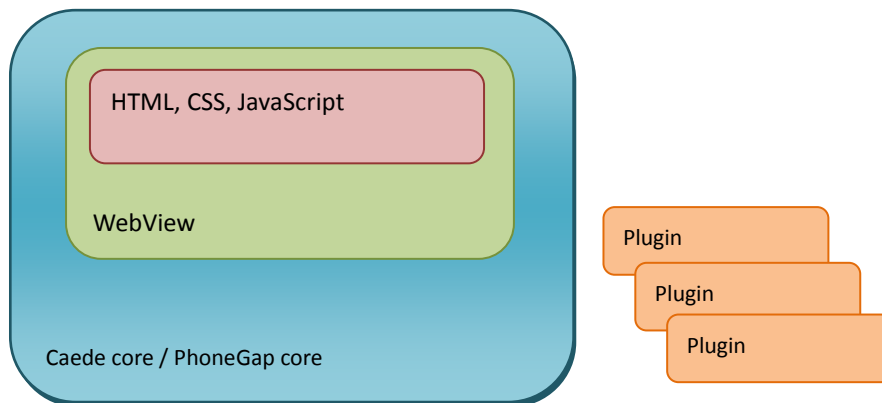 HTML, CSS, JavaScript
WebView
Caede core / PhoneGap core
Plugin
Plugin
Plugin